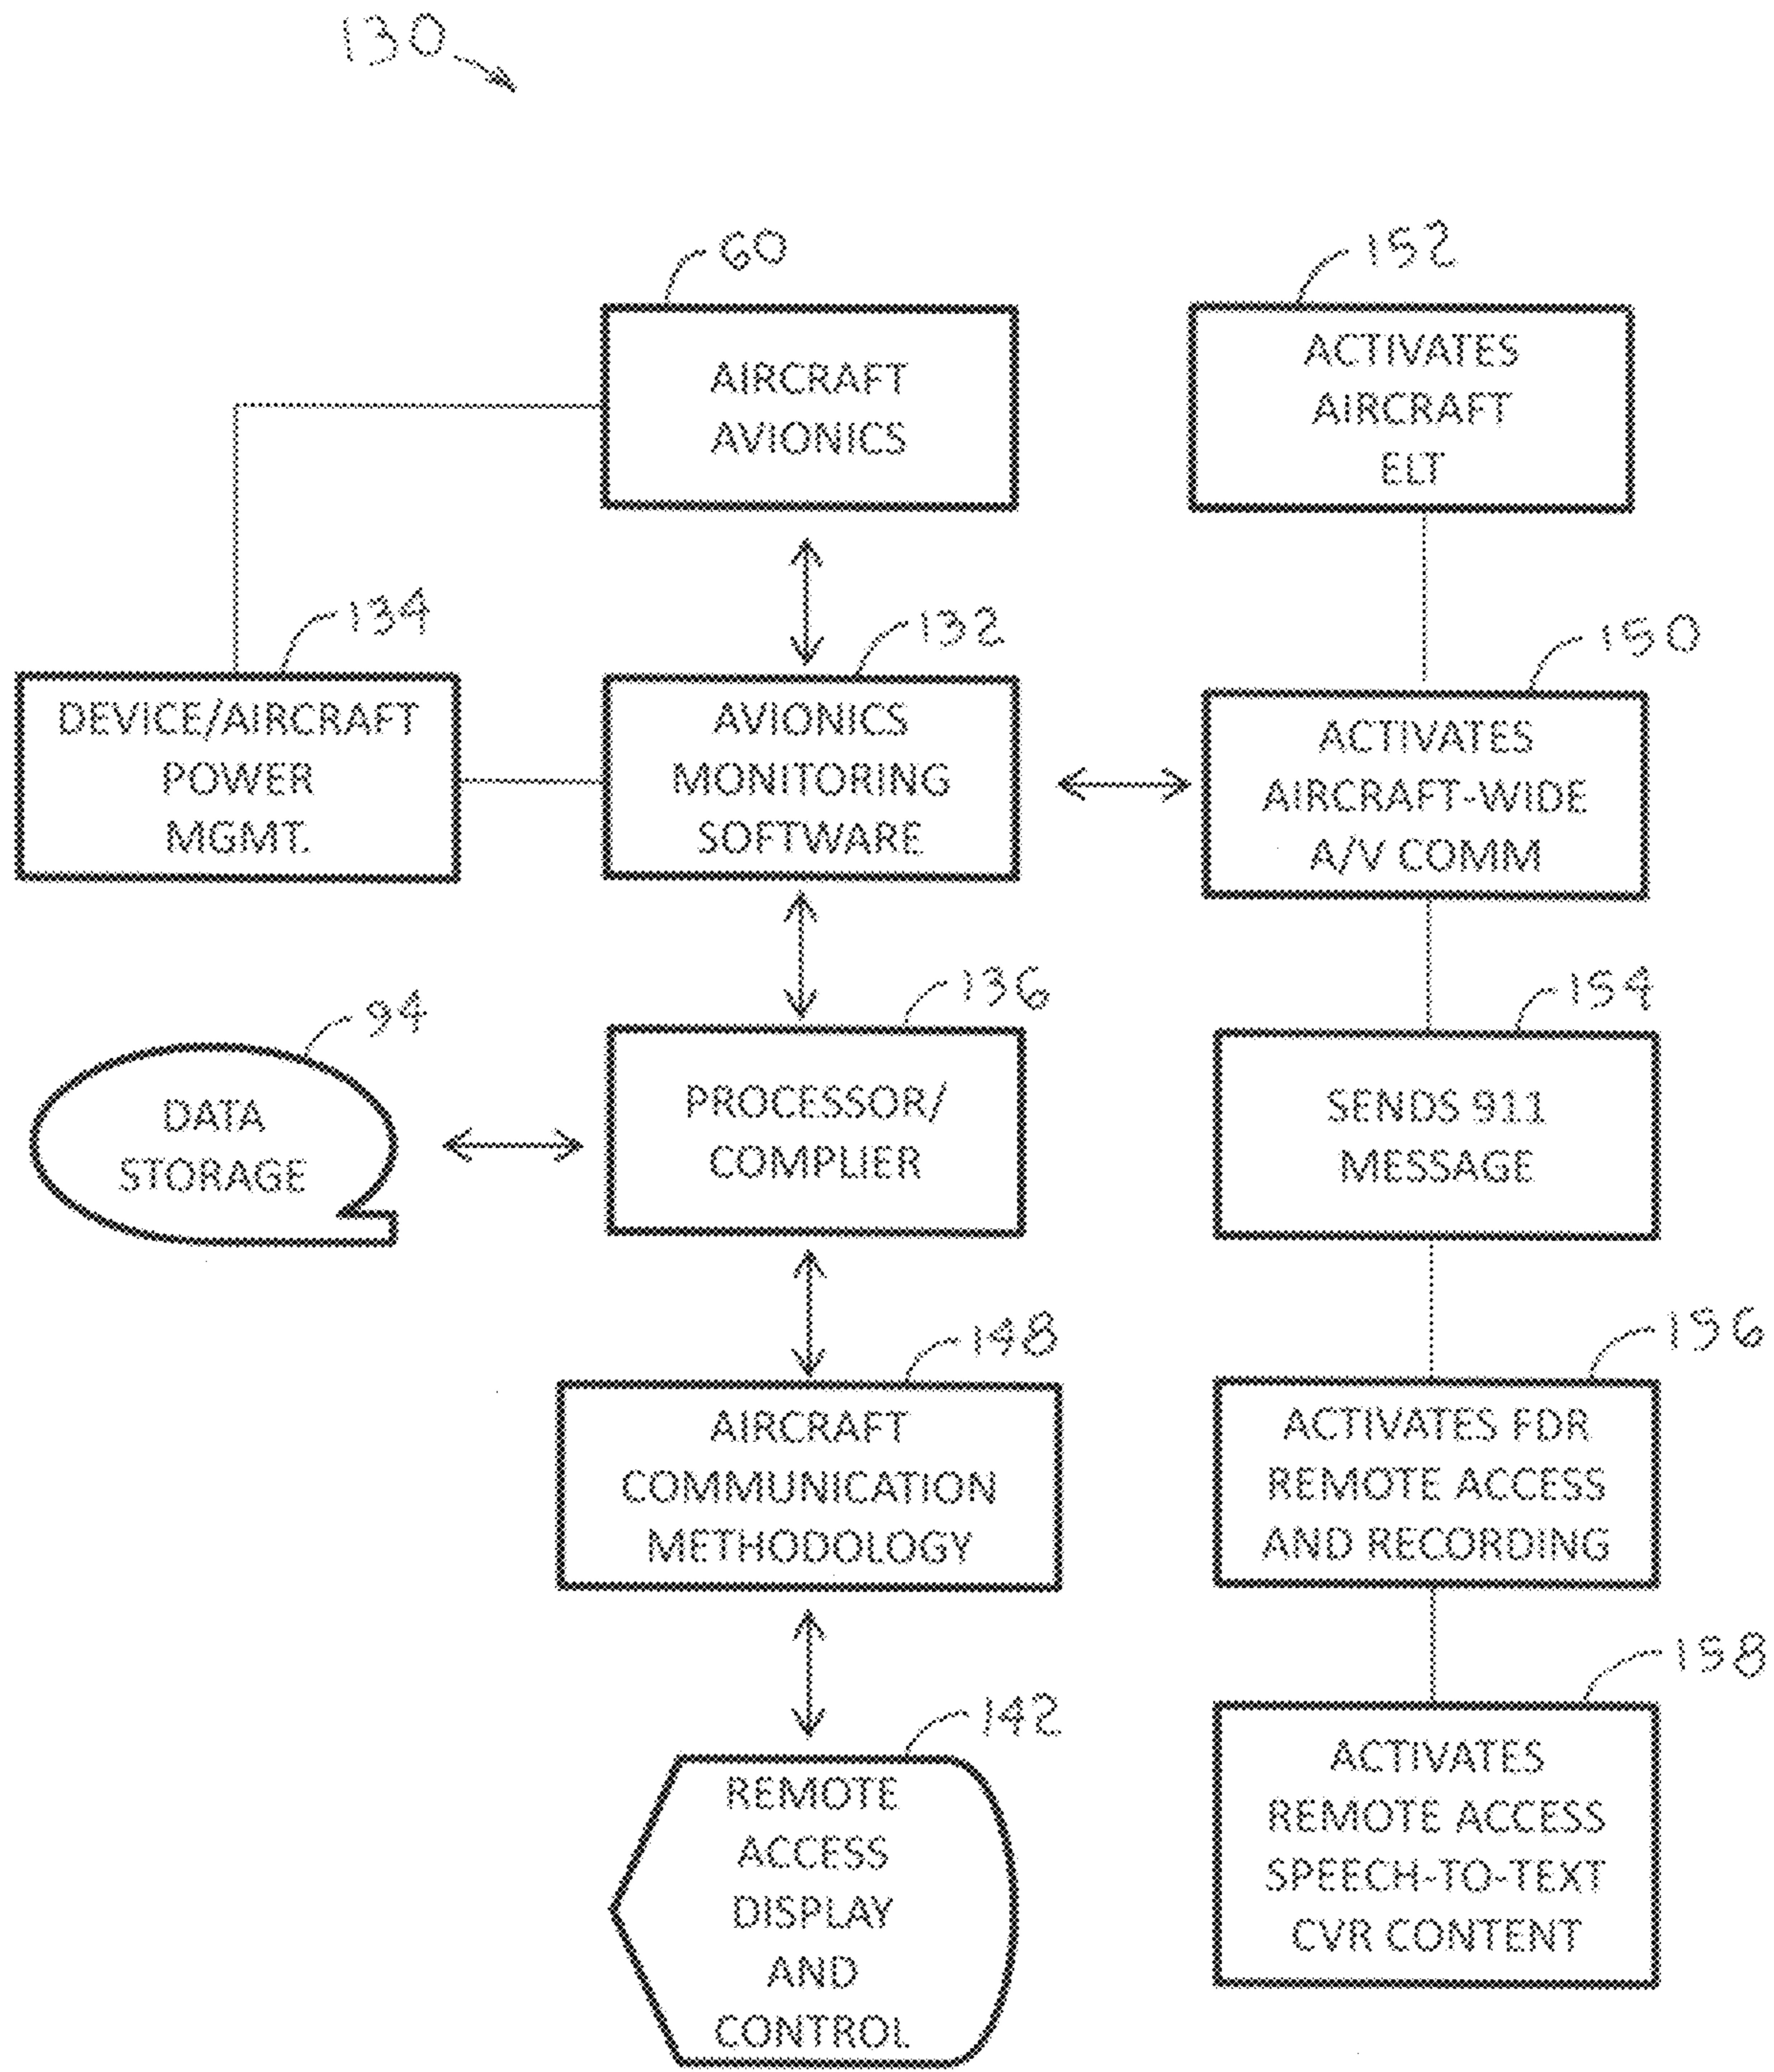 130
60
AIRCRAFT
AVIONICS
152
ACTIVATES
AIRCRAFT
ELT
134
DEVICE/AIRCRAFT
POWER
MGMT.
132
AVIONICS
MONITORING
SOFTWARE
150
ACTIVATES
AIRCRAFT-WIDE
A/V COMM
94
DATA
STORAGE
136
PROCESSOR/
COMPLIER
154
SENDS 911
MESSAGE
148
AIRCRAFT
COMMUNICATION
METHODOLOGY
156
ACTIVATES FDR
REMOTE ACCESS
AND RECORDING
142
REMOTE
ACCESS
DISPLAY
AND
CONTROL
158
ACTIVATES
REMOTE ACCESS
SPEECH-TO-TEXT
CVR CONTENT